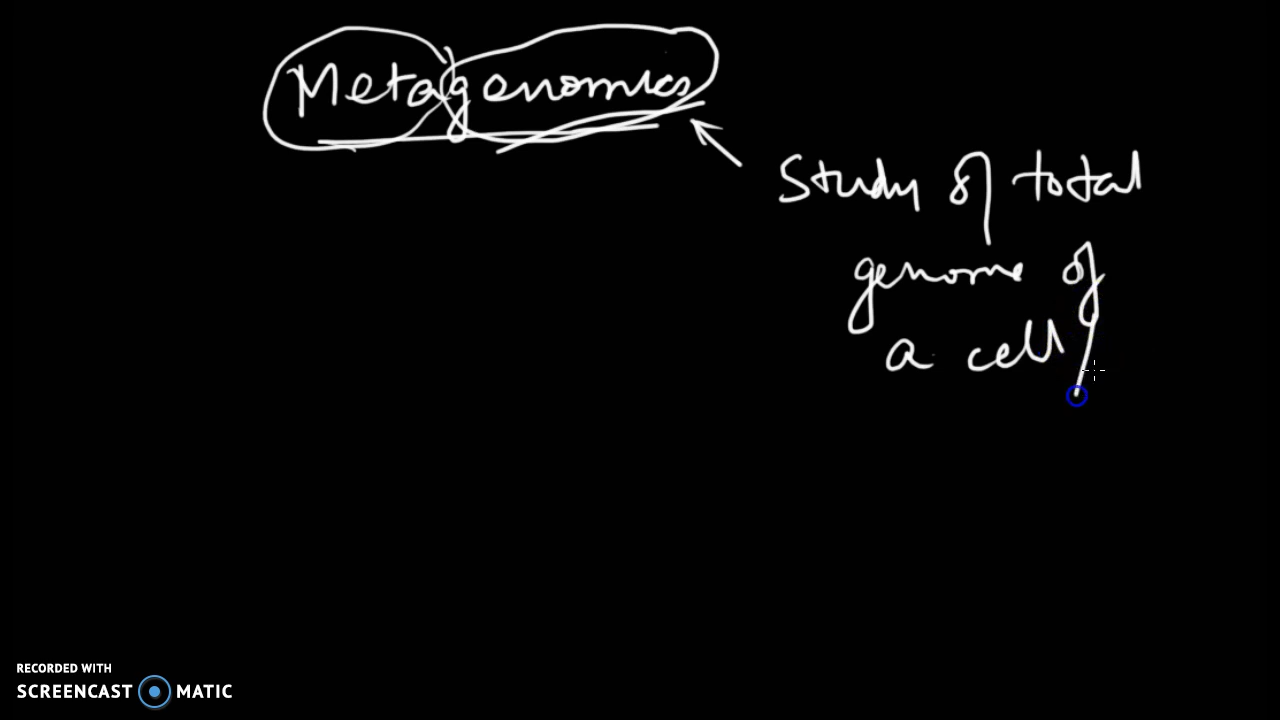 Metagenomics
Study of total
genome of
a cell
RECORDED WITH
SCREENCAST MATIC